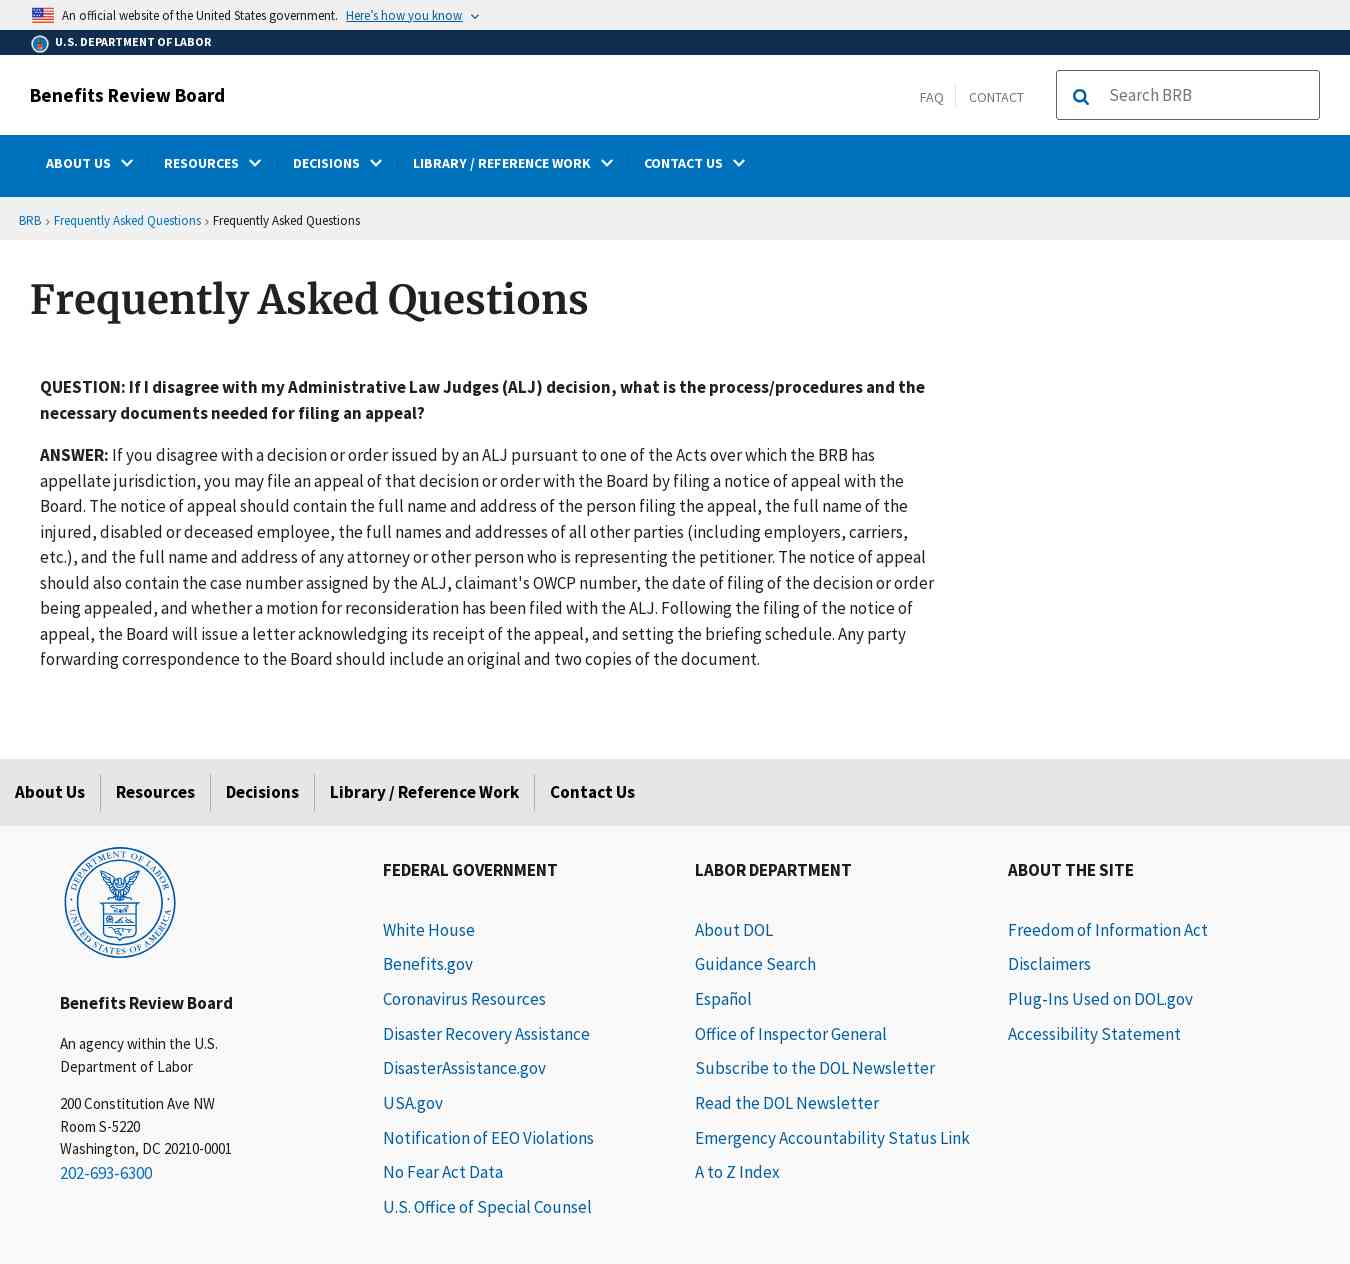 An official website of the United States government. Here's how you know
U.S. DEPARTMENT OF LABOR
Benefits Review Board
FAQ
CONTACT
Search BRB
ABOUT US
RESOURCES
DECISIONS
LIBRARY / REFERENCE WORK
CONTACT US
BRB › Frequently Asked Questions › Frequently Asked Questions
Frequently Asked Questions
QUESTION: If I disagree with my Administrative Law Judges (ALJ) decision, what is the process/procedures and the
necessary documents needed for filing an appeal?
ANSWER: If you disagree with a decision or order issued by an ALJ pursuant to one of the Acts over which the BRB has
appellate jurisdiction, you may file an appeal of that decision or order with the Board by filing a notice of appeal with the
Board. The notice of appeal should contain the full name and address of the person filing the appeal, the full name of the
injured, disabled or deceased employee, the full names and addresses of all other parties (including employers, carriers,
etc.), and the full name and address of any attorney or other person who is representing the petitioner. The notice of appeal
should also contain the case number assigned by the ALJ, claimant's OWCP number, the date of filing of the decision or order
being appealed, and whether a motion for reconsideration has been filed with the ALJ. Following the filing of the notice of
appeal, the Board will issue a letter acknowledging its receipt of the appeal, and setting the briefing schedule. Any party
forwarding correspondence to the Board should include an original and two copies of the document.
About Us
Resources
Decisions
Library / Reference Work
Contact Us
DEPARTMENT OF LABOR
UNITED STATES OF AMERICA
Benefits Review Board
An agency within the U.S.
Department of Labor
200 Constitution Ave NW
Room S-5220
Washington, DC 20210-0001
202-693-6300
FEDERAL GOVERNMENT
White House
Benefits.gov
Coronavirus Resources
Disaster Recovery Assistance
DisasterAssistance.gov
USA.gov
Notification of EEO Violations
No Fear Act Data
U.S. Office of Special Counsel
LABOR DEPARTMENT
About DOL
Guidance Search
Español
Office of Inspector General
Subscribe to the DOL Newsletter
Read the DOL Newsletter
Emergency Accountability Status Link
A to Z Index
ABOUT THE SITE
Freedom of Information Act
Disclaimers
Plug-Ins Used on DOL.gov
Accessibility Statement